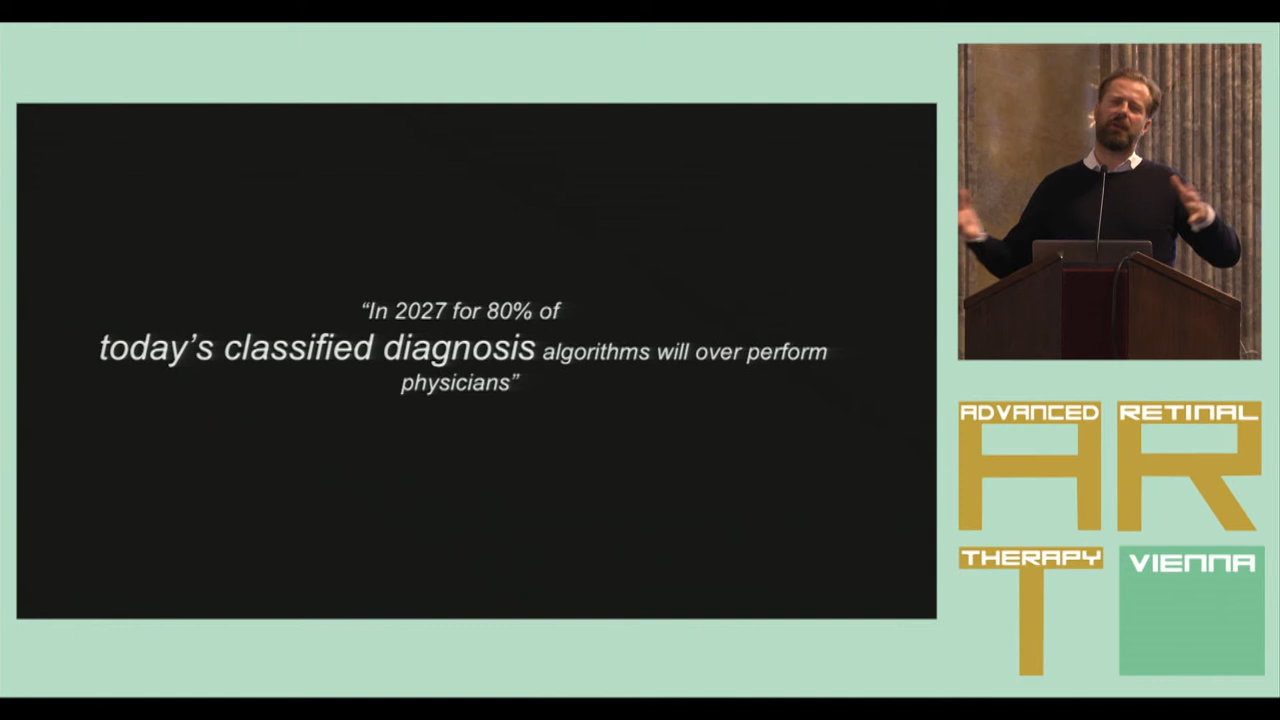 “In 2027 for 80% of
today’s classified diagnosis algorithms will over perform
physicians”
ADVANCED
RETINAL
THERAPY
VIENNA